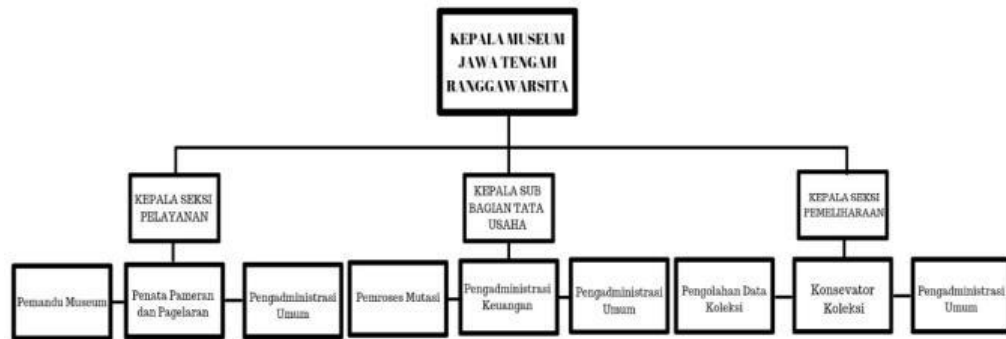 KEPALA MUSEUM
JAWA TENGAH
RANGGAWARSITA
KEPALA SEKSI
PELAYANAN
KEPALA SUB
BAGIAN TATA
USAHA
KEPALA SEKSI
PEMELIHARAAN
Pemandu Museum
Penata Pameran
dan Pagelaran
Pengadministrasi
Umum
Pemroses Mutasi
Pengadministrasi
Keuangan
Pengadministrasi
Umum
Pengolahan Data
Koleksi
Konsevator
Koleksi
Pengadministrasi
Umum